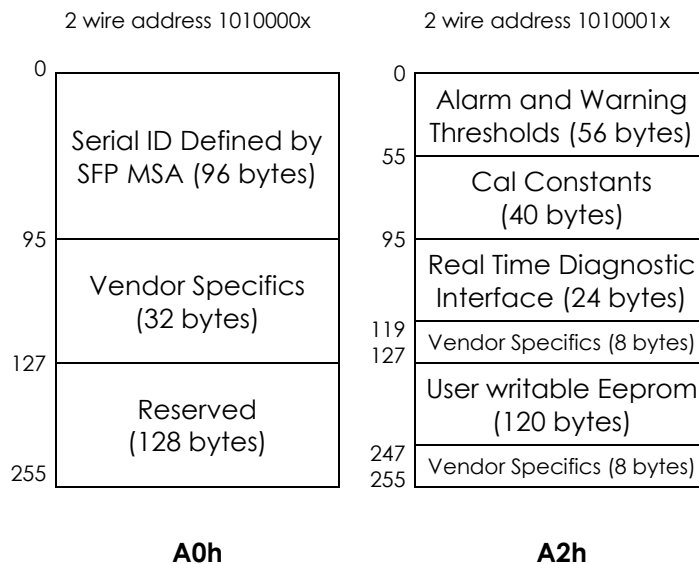 2 wire address 1010000x
0
Serial ID Defined by
SFP MSA (96 bytes)
95
Vendor Specifics
(32 bytes)
127
Reserved
(128 bytes)
255
A0h
2 wire address 1010001x
0
Alarm and Warning
Thresholds (56 bytes)
55
Cal Constants
(40 bytes)
95
Real Time Diagnostic
Interface (24 bytes)
119
Vendor Specifics (8 bytes)
127
User writable Eeprom
(120 bytes)
247
Vendor Specifics (8 bytes)
255
A2h